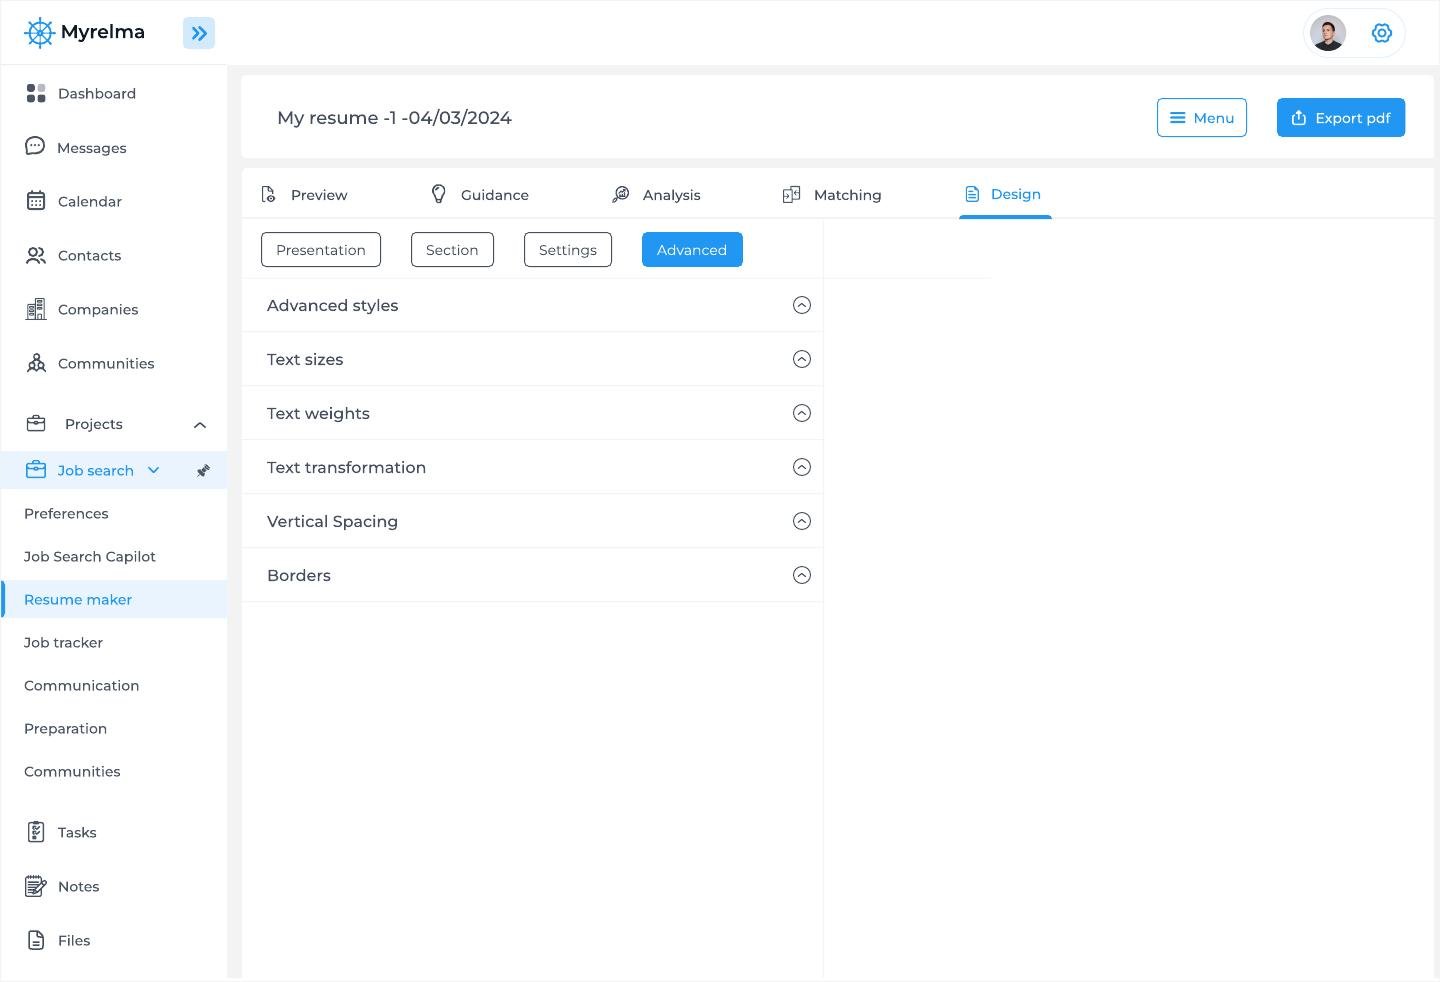 Myrelma
Dashboard
Messages
Calendar
Contacts
Companies
Communities
Projects
Job search
Preferences
Job Search Capilot
Resume maker
Job tracker
Communication
Preparation
Communities
Tasks
Notes
Files
My resume -1 -04/03/2024
Menu
Export pdf
Preview
Guidance
Analysis
Matching
Design
Presentation
Section
Settings
Advanced
Advanced styles
Text sizes
Text weights
Text transformation
Vertical Spacing
Borders